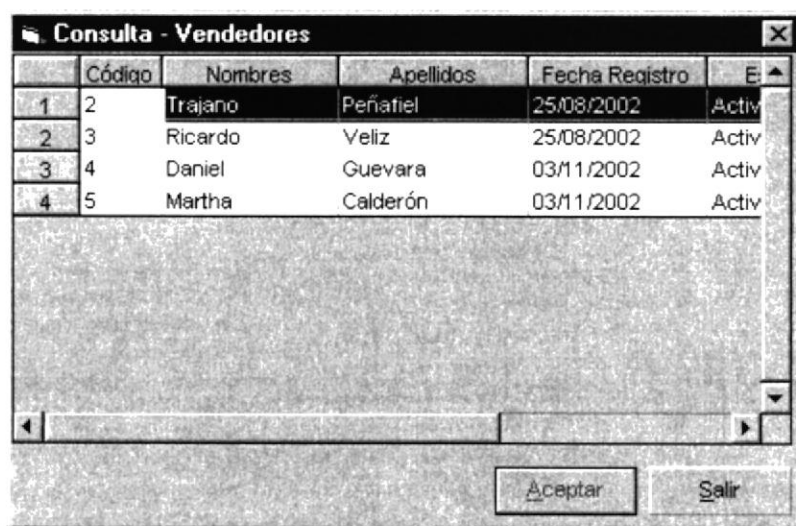 Consulta - Vendedores
Código Nombres Apellidos Fecha Registro E
1 2 Trajano Peñafiel 25/08/2002 Activ
2 3 Ricardo Veliz 25/08/2002 Activ
3 4 Daniel Guevara 03/11/2002 Activ
4 5 Martha Calderón 03/11/2002 Activ
Aceptar Salir